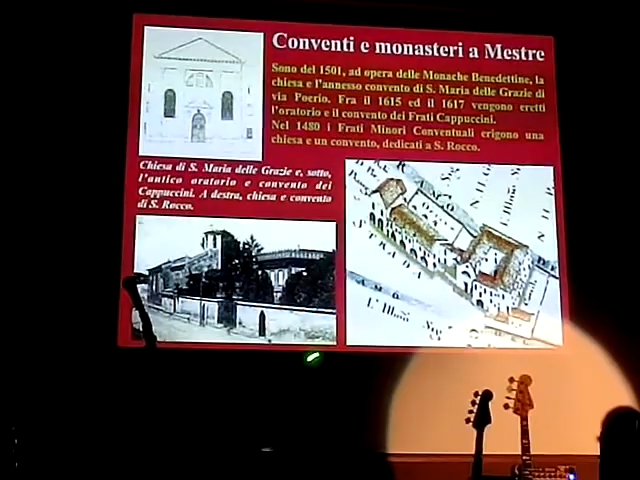 Conventi e monasteri a Mestre
Sono del 1501, ad opera delle Monache Benedettine, la
chiesa e l'annesso convento di S. Maria delle Grazie di
via Poerio. Fra il 1615 ed il 1617 vengono eretti
l'oratorio e il convento dei Frati Cappuccini.
Nel 1480 i Frati Minori Conventuali erigono una
chiesa e un convento, dedicati a S. Rocco.
Chiesa di S. Maria delle Grazie e, sotto,
l'antico oratorio e convento dei
Cappuccini. A destra, chiesa e convento
di S. Rocco.
STRADA